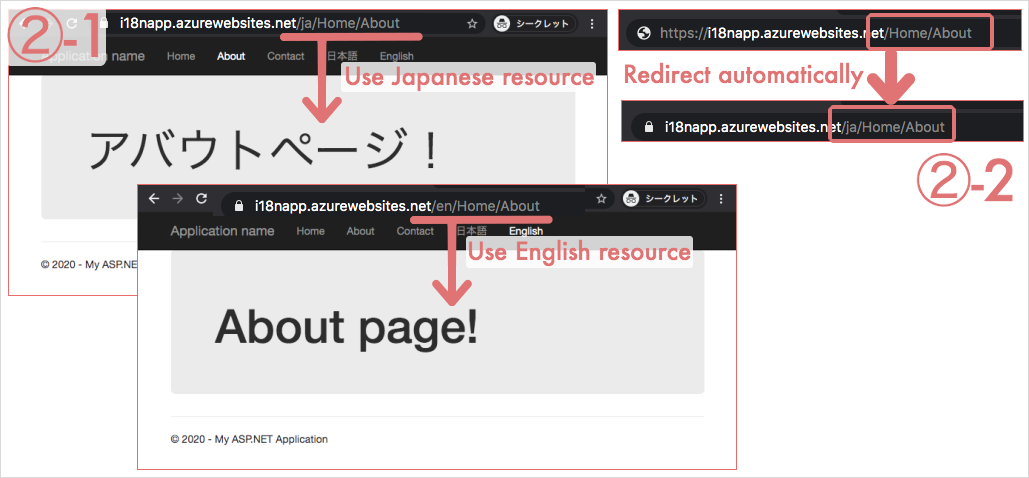 ②-1
i18napp.azurewebsites.net/ja/Home/About
シークレット
Application name Home About Contact 日本語 English
Use Japanese resource
アバウトページ！
© 2020 - My ASP.NE
i18napp.azurewebsites.net/en/Home/About
シークレット
Application name Home About Contact 日本語 English
Use English resource
About page!
© 2020 - My ASP.NET Application
https://i18napp.azurewebsites.net/Home/About
Redirect automatically
i18napp.azurewebsites.net/ja/Home/About
②-2